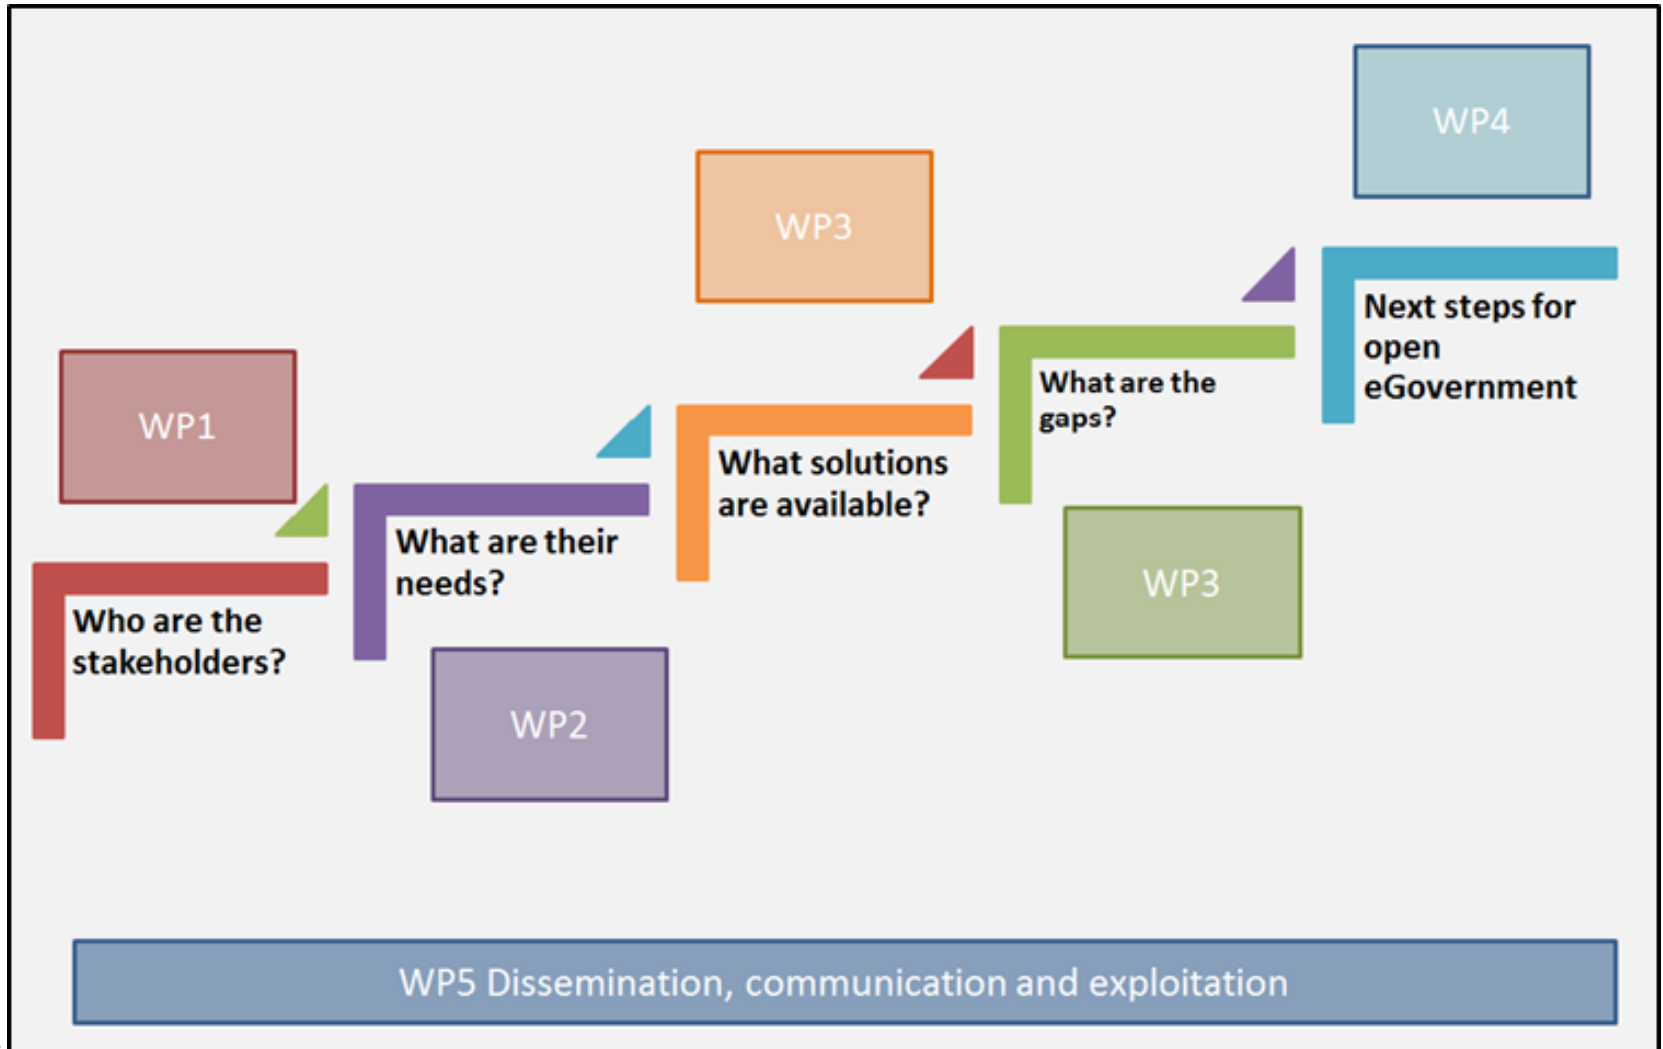 WP4
WP3
Next steps for
open
eGovernment
WP1
What are the
gaps?
What solutions
are available?
What are their
needs?
WP3
Who are the
stakeholders?
WP2
WP5 Dissemination, communication and exploitation